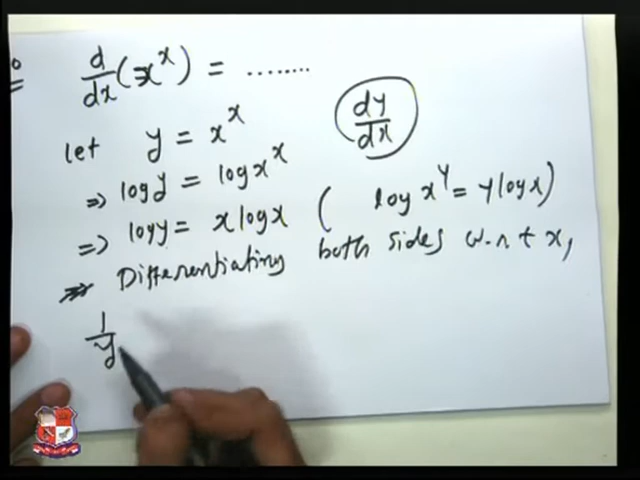 d/dx (x^x) = ........
let y = x^x
dy/dx
=> log y = log x^x
=> log y = x log x ( log x^y = y log x )
Differentiating both sides w.r.t x,
1/y